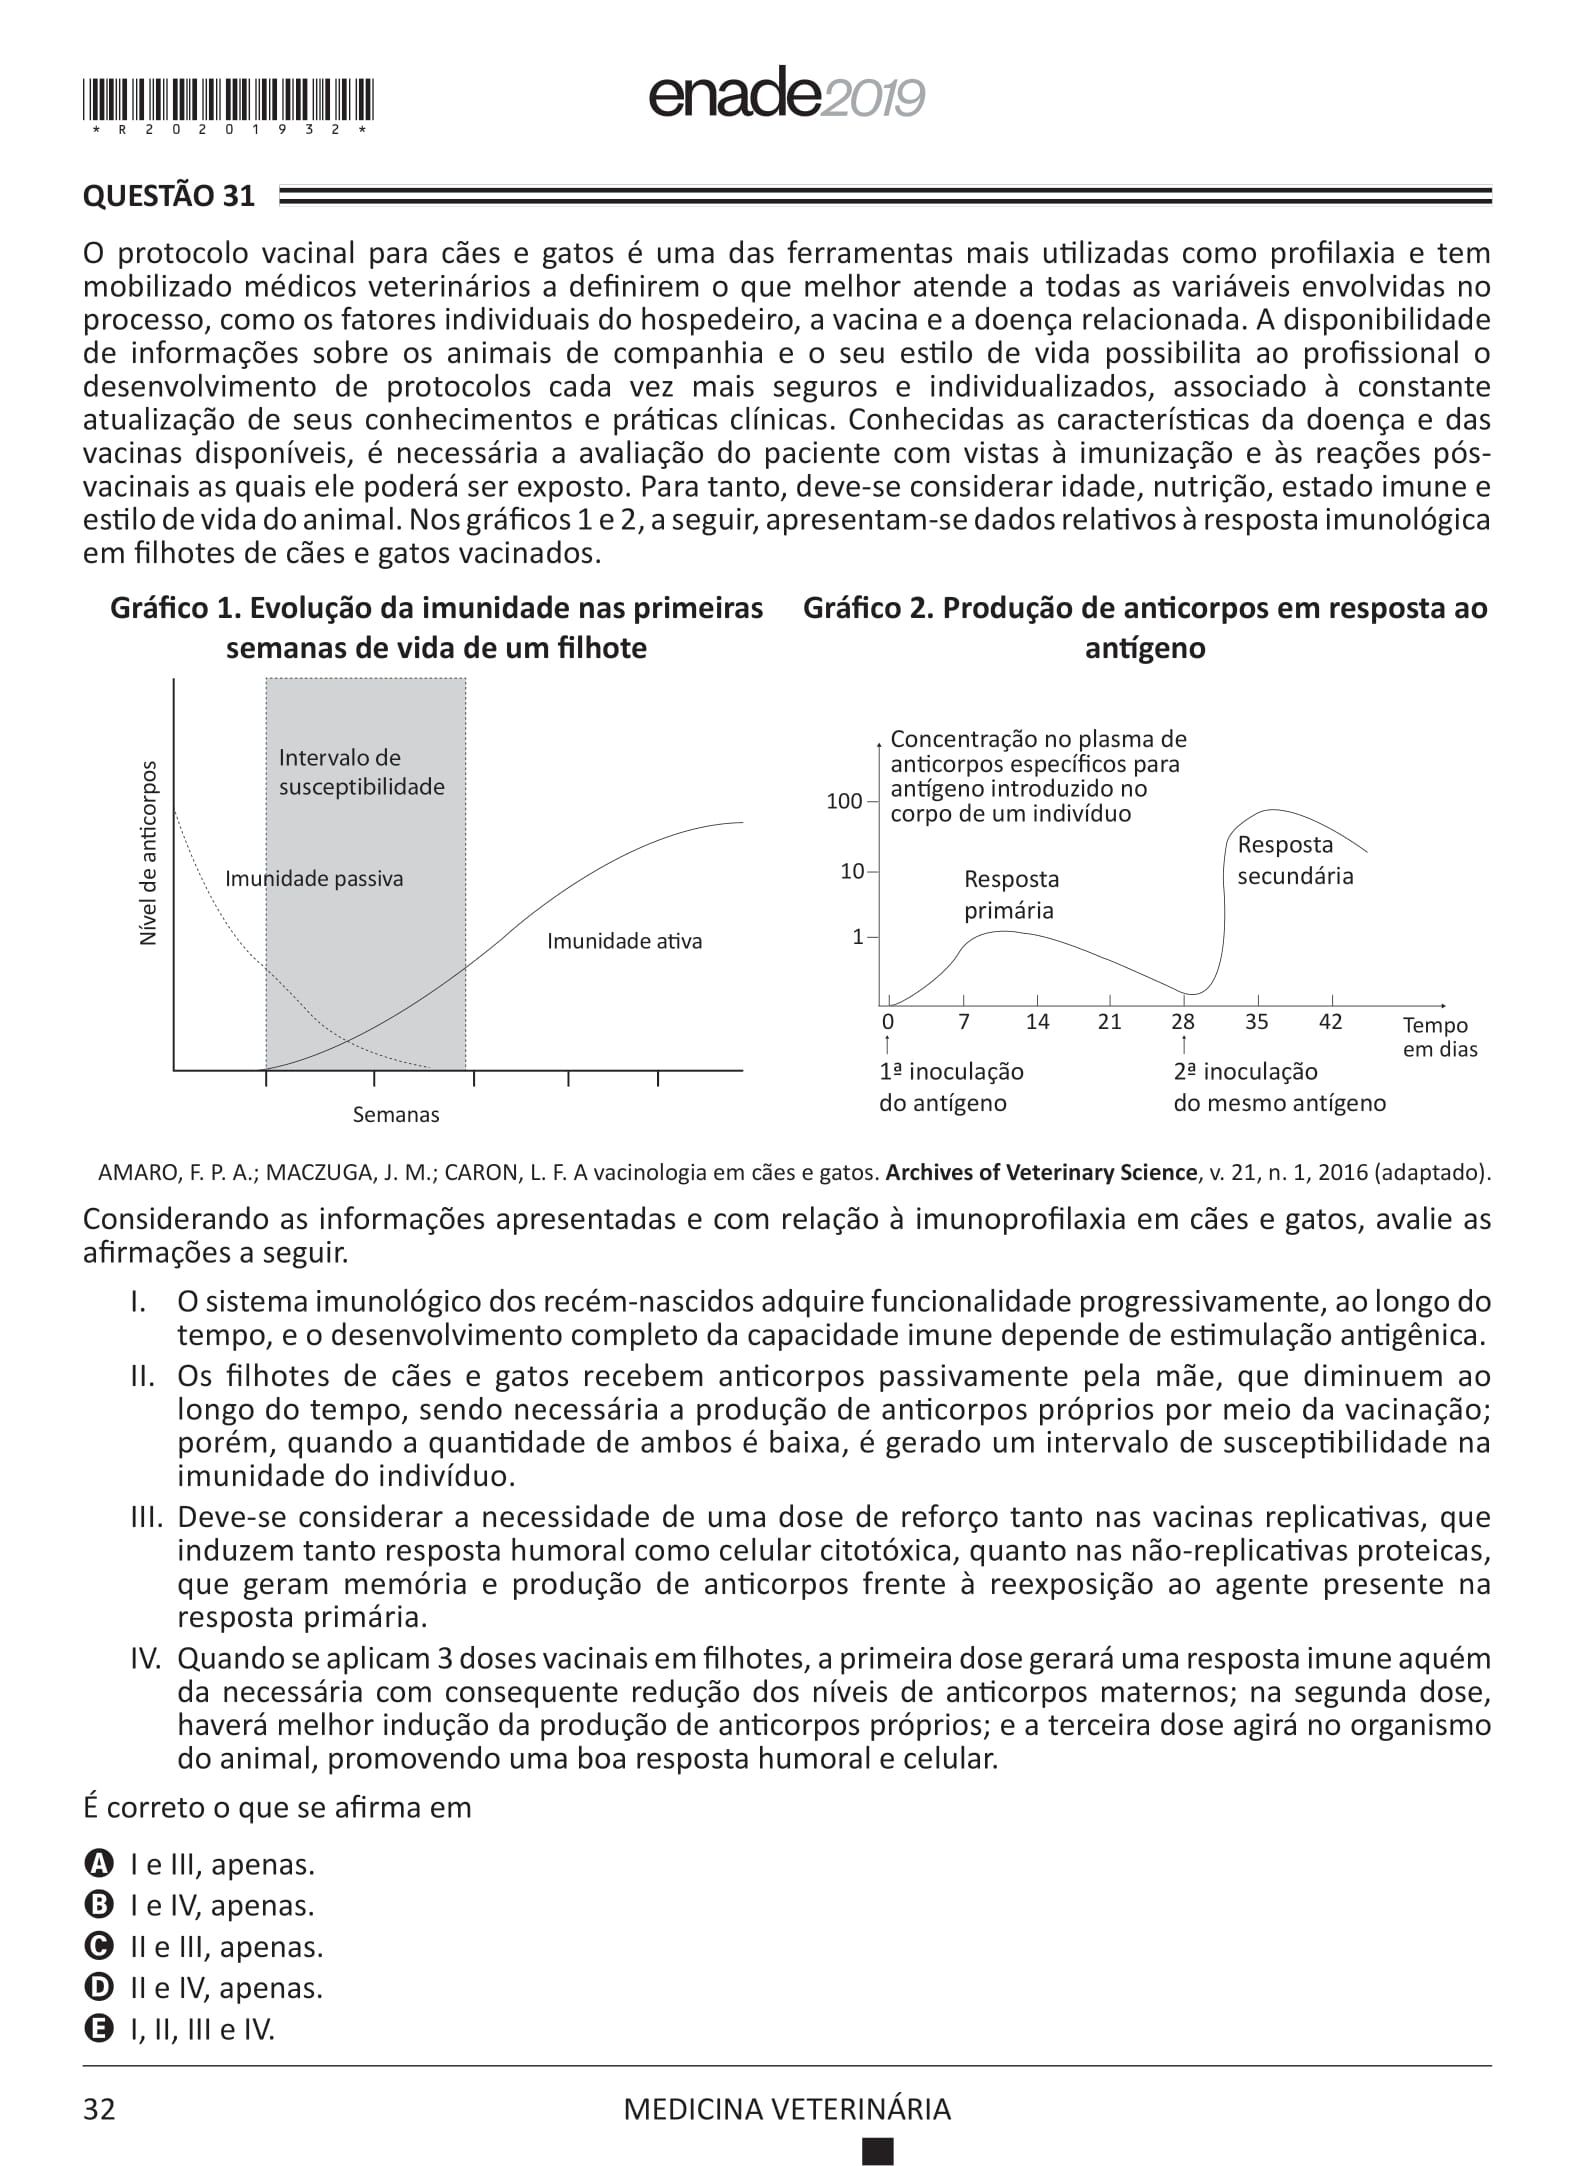 *R20201932*
enade2019
QUESTÃO 31
O protocolo vacinal para cães e gatos é uma das ferramentas mais utilizadas como profilaxia e tem
mobilizado médicos veterinários a definirem o que melhor atende a todas as variáveis envolvidas no
processo, como os fatores individuais do hospedeiro, a vacina e a doença relacionada. A disponibilidade
de informações sobre os animais de companhia e o seu estilo de vida possibilita ao profissional o
desenvolvimento de protocolos cada vez mais seguros e individualizados, associado à constante
atualização de seus conhecimentos e práticas clínicas. Conhecidas as características da doença e das
vacinas disponíveis, é necessária a avaliação do paciente com vistas à imunização e às reações pós-
vacinais as quais ele poderá ser exposto. Para tanto, deve-se considerar idade, nutrição, estado imune e
estilo de vida do animal. Nos gráficos 1 e 2, a seguir, apresentam-se dados relativos à resposta imunológica
em filhotes de cães e gatos vacinados.
Gráfico 1. Evolução da imunidade nas primeiras
semanas de vida de um filhote
Nível de anticorpos
Intervalo de
susceptibilidade
Imunidade passiva
Imunidade ativa
Semanas
Gráfico 2. Produção de anticorpos em resposta ao
antígeno
Concentração no plasma de
anticorpos específicos para
antígeno introduzido no
corpo de um indivíduo
100
10
1
Resposta
primária
Resposta
secundária
0 7 14 21 28 35 42
Tempo
em dias
1ª inoculação
do antígeno
2ª inoculação
do mesmo antígeno
AMARO, F. P. A.; MACZUGA, J. M.; CARON, L. F. A vacinologia em cães e gatos. Archives of Veterinary Science, v. 21, n. 1, 2016 (adaptado).
Considerando as informações apresentadas e com relação à imunoprofilaxia em cães e gatos, avalie as
afirmações a seguir.
I. O sistema imunológico dos recém-nascidos adquire funcionalidade progressivamente, ao longo do
tempo, e o desenvolvimento completo da capacidade imune depende de estimulação antigênica.
II. Os filhotes de cães e gatos recebem anticorpos passivamente pela mãe, que diminuem ao
longo do tempo, sendo necessária a produção de anticorpos próprios por meio da vacinação;
porém, quando a quantidade de ambos é baixa, é gerado um intervalo de susceptibilidade na
imunidade do indivíduo.
III. Deve-se considerar a necessidade de uma dose de reforço tanto nas vacinas replicativas, que
induzem tanto resposta humoral como celular citotóxica, quanto nas não-replicativas proteicas,
que geram memória e produção de anticorpos frente à reexposição ao agente presente na
resposta primária.
IV. Quando se aplicam 3 doses vacinais em filhotes, a primeira dose gerará uma resposta imune aquém
da necessária com consequente redução dos níveis de anticorpos maternos; na segunda dose,
haverá melhor indução da produção de anticorpos próprios; e a terceira dose agirá no organismo
do animal, promovendo uma boa resposta humoral e celular.
É correto o que se afirma em
A I e III, apenas.
B I e IV, apenas.
C II e III, apenas.
D II e IV, apenas.
E I, II, III e IV.
32
MEDICINA VETERINÁRIA